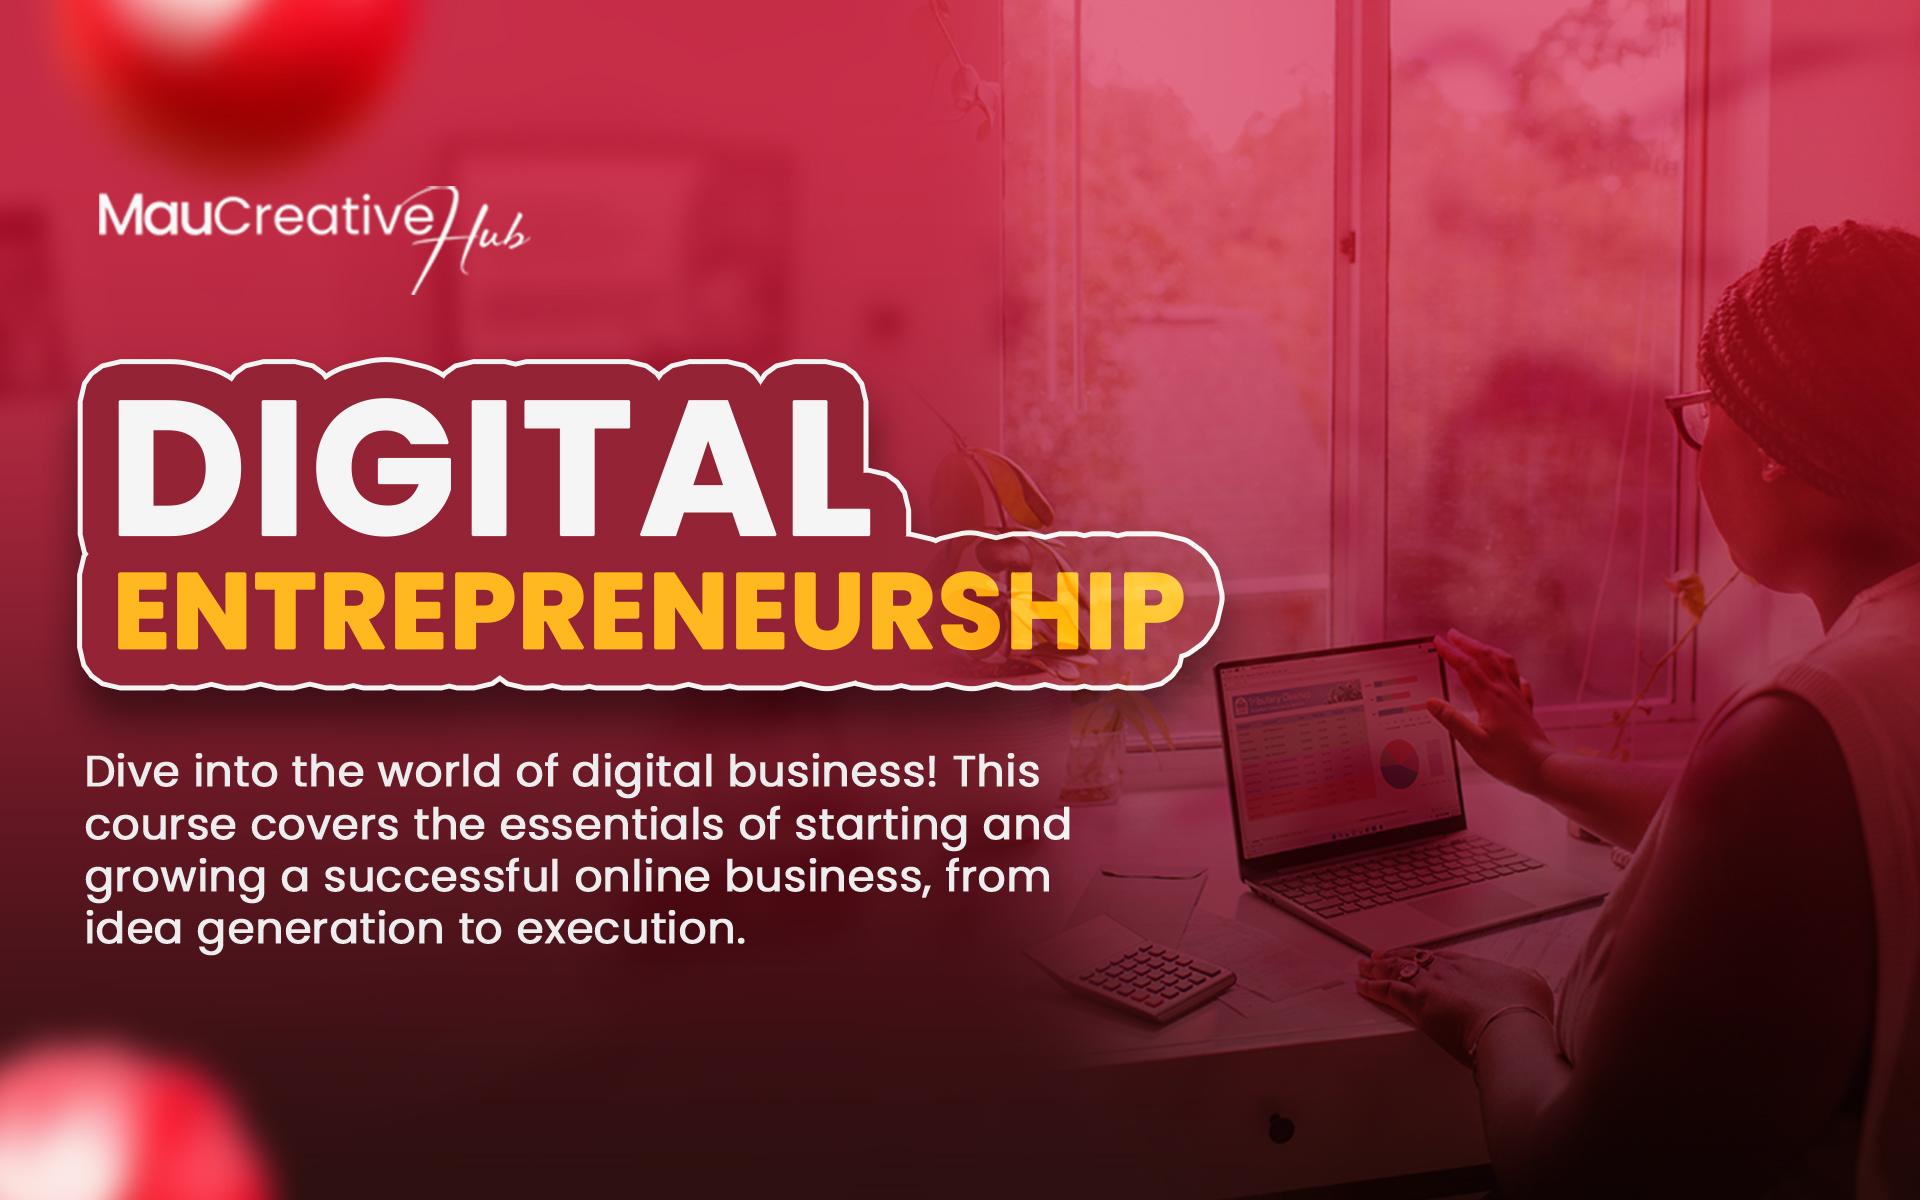 MauCreative Hub
DIGITAL
ENTREPRENEURSHIP
Dive into the world of digital business! This
course covers the essentials of starting and
growing a successful online business, from
idea generation to execution.